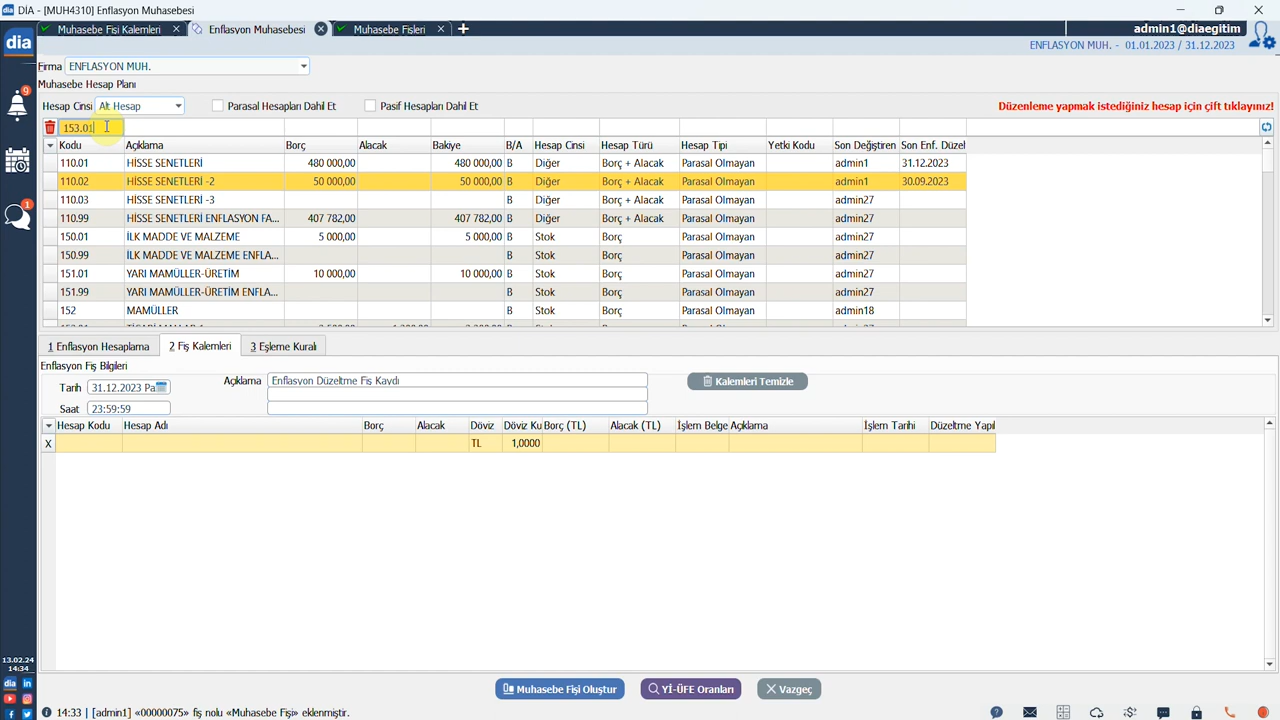 DIA - [MUH4310] Enflasyon Muhasebesi
Muhasebe Fişi Kalemleri
Enflasyon Muhasebesi
Muhasebe Fişleri
admin1@diaegitim
ENFLASYON MUH. - 01.01.2023 / 31.12.2023
dia
Firma ENFLASYON MUH.
Muhasebe Hesap Planı
9
Hesap Cinsi Alt Hesap Parasal Hesapları Dahil Et Pasif Hesapları Dahil Et Düzenleme yapmak istediğiniz hesap için çift tıklayınız!
153.01
Kodu Açıklama Borç Alacak Bakiye B/A Hesap Cinsi Hesap Türü Hesap Tipi Yetki Kodu Son Değiştiren Son Enf. Düzel
110.01 HİSSE SENETLERİ 480 000,00 480 000,00 B Diğer Borç + Alacak Parasal Olmayan admin1 31.12.2023
110.02 HİSSE SENETLERİ -2 50 000,00 50 000,00 B Diğer Borç + Alacak Parasal Olmayan admin1 30.09.2023
110.03 HİSSE SENETLERİ -3 B Diğer Borç + Alacak Parasal Olmayan admin27
1
110.99 HİSSE SENETLERİ ENFLASYON FA... 407 782,00 407 782,00 B Diğer Borç + Alacak Parasal Olmayan admin27
150.01 İLK MADDE VE MALZEME 5 000,00 5 000,00 B Stok Borç Parasal Olmayan admin27
150.99 İLK MADDE VE MALZEME ENFLA... B Stok Borç Parasal Olmayan admin27
151.01 YARI MAMÜLLER-ÜRETİM 10 000,00 10 000,00 B Stok Borç Parasal Olmayan admin27
151.99 YARI MAMÜLLER-ÜRETİM ENFLA... B Stok Borç Parasal Olmayan admin27
152 MAMÜLLER B Stok Borç Parasal Olmayan admin18
1 Enflasyon Hesaplama 2 Fiş Kalemleri 3 Eşleme Kuralı
Enflasyon Fiş Bilgileri
Tarih 31.12.2023 Pa Açıklama Enflasyon Düzeltme Fiş Kaydı Kalemleri Temizle
Saat 23:59:59
Hesap Kodu Hesap Adı Borç Alacak Döviz Döviz Ku Borç (TL) Alacak (TL) İşlem Belge Açıklama İşlem Tarihi Düzeltme Yapıl
X TL 1,0000
13.02.24
14:34
dia in
Muhasebe Fişi Oluştur Yİ-ÜFE Oranları Vazgeç
14:33 | [admin1] «00000075» fiş nolu «Muhasebe Fişi» eklenmiştir.